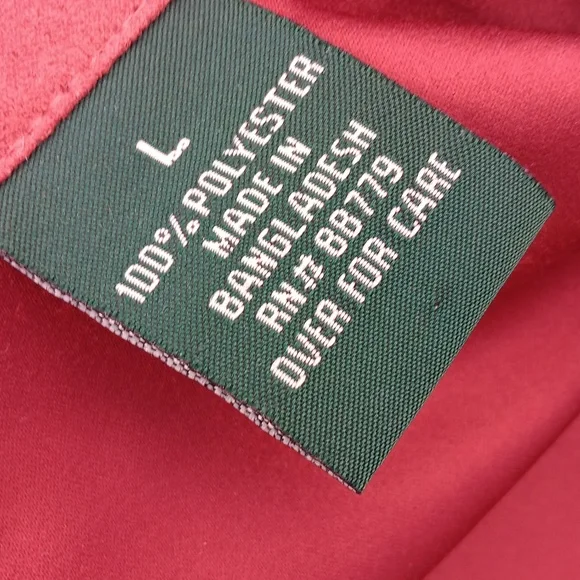 L
100% POLYESTER
MADE IN
BANGLADESH
RN# 88779
OVER FOR CARE